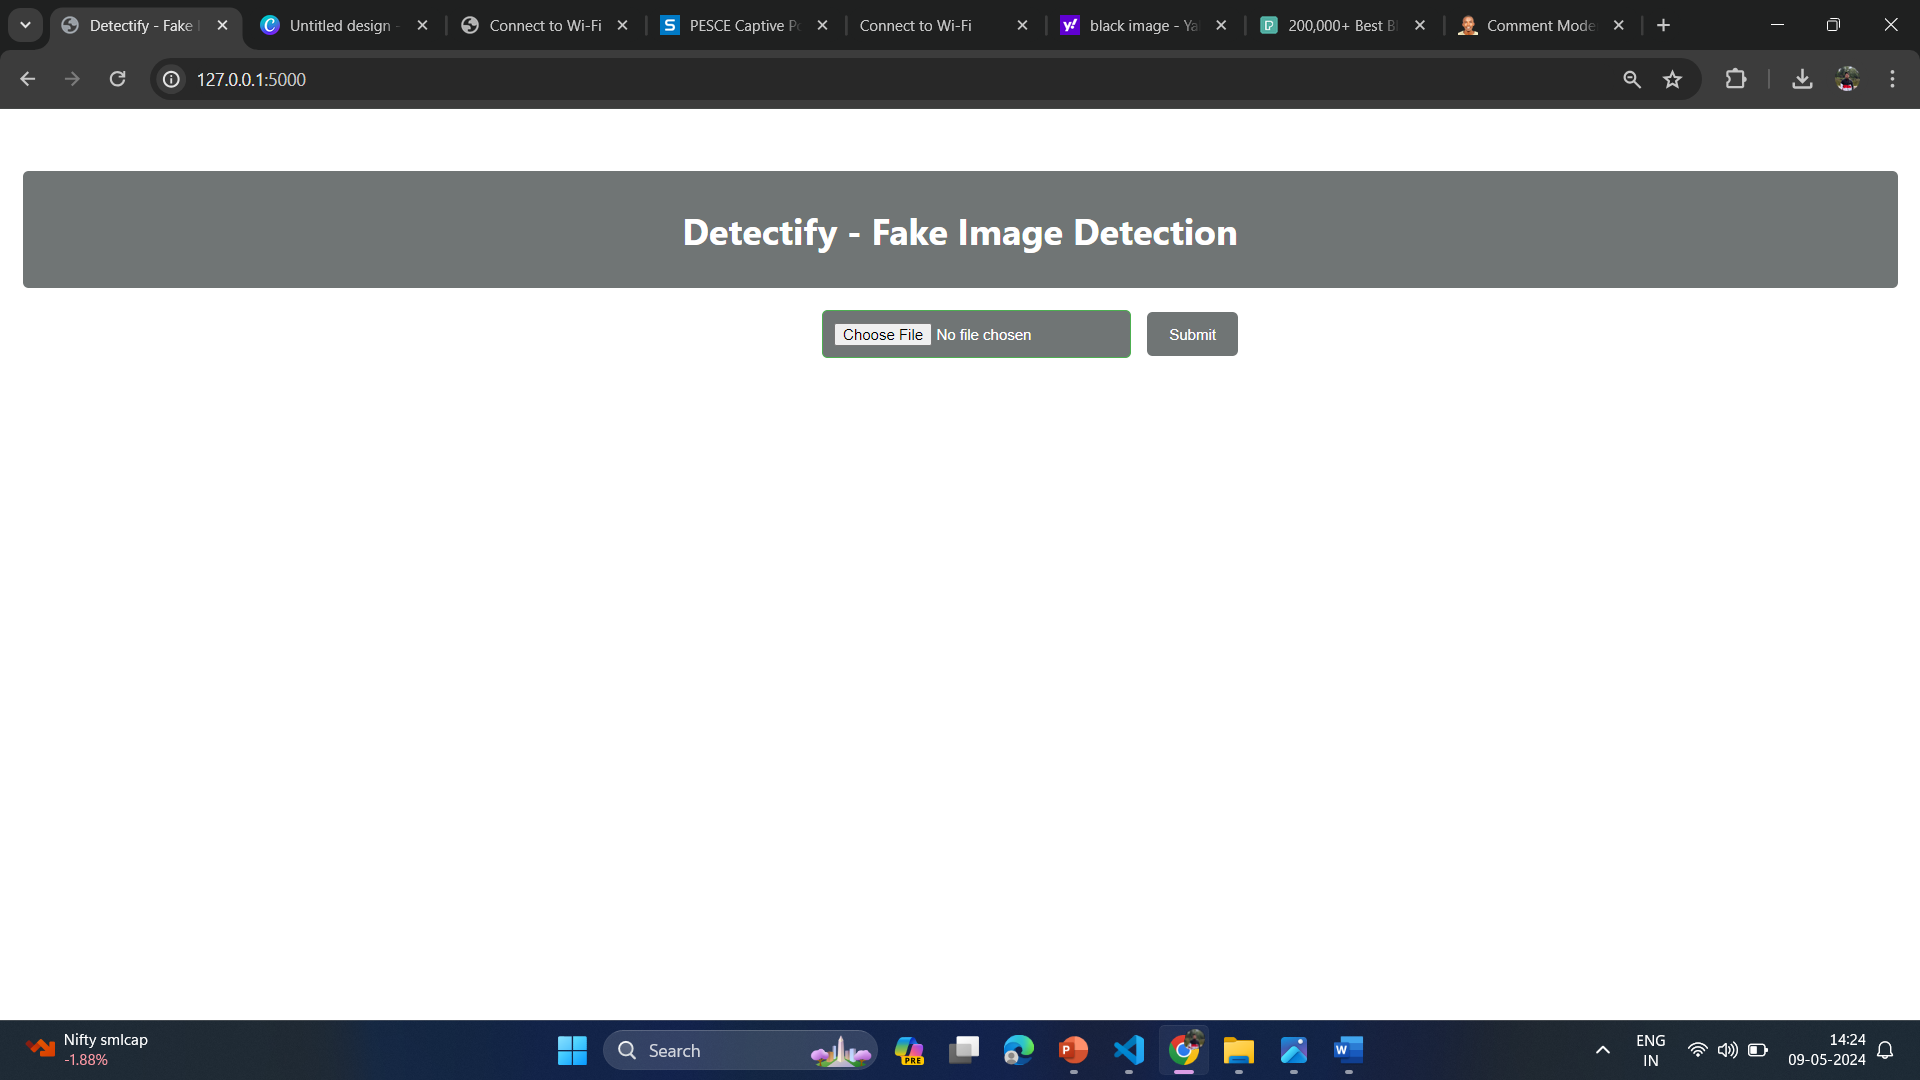 Detectify - Fake
Untitled design -
Connect to Wi-Fi
PESCE Captive Po
Connect to Wi-Fi
black image - Ya
200,000+ Best Bl
Comment Mode
127.0.0.1:5000
Detectify - Fake Image Detection
Choose File No file chosen
Submit
Nifty smlcap
-1.88%
Search
PRE
ENG
IN
14:24
09-05-2024